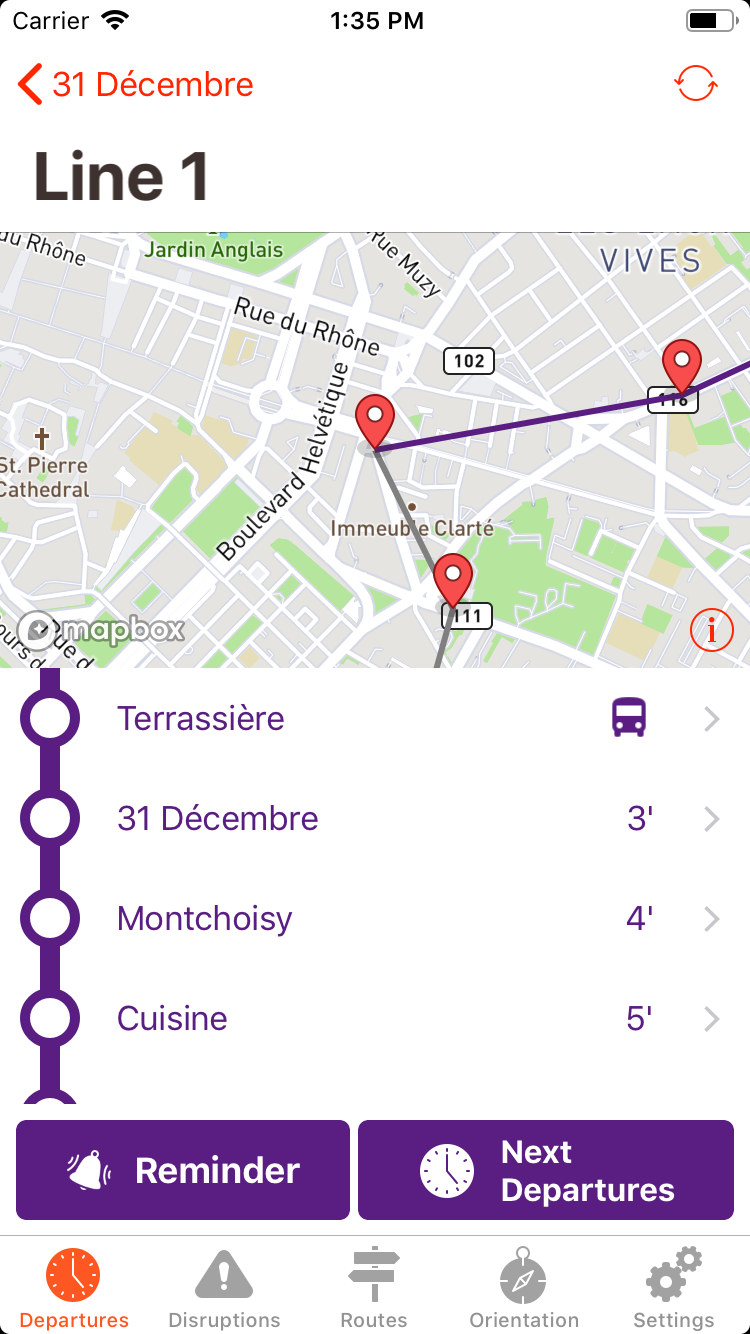 Carrier
1:35 PM
31 Décembre
Line 1
du Rhône
Jardin Anglais
Rue Muzy
VIVES
Rue du Rhône
102
Boulevard Helvétique
St. Pierre
Cathedral
Immeuble Clarté
111
mapbox
Rue d
ours d
i
Terrassière
31 Décembre 3'
Montchoisy 4'
Cuisine 5'
Reminder
Next
Departures
Departures
Disruptions
Routes
Orientation
Settings